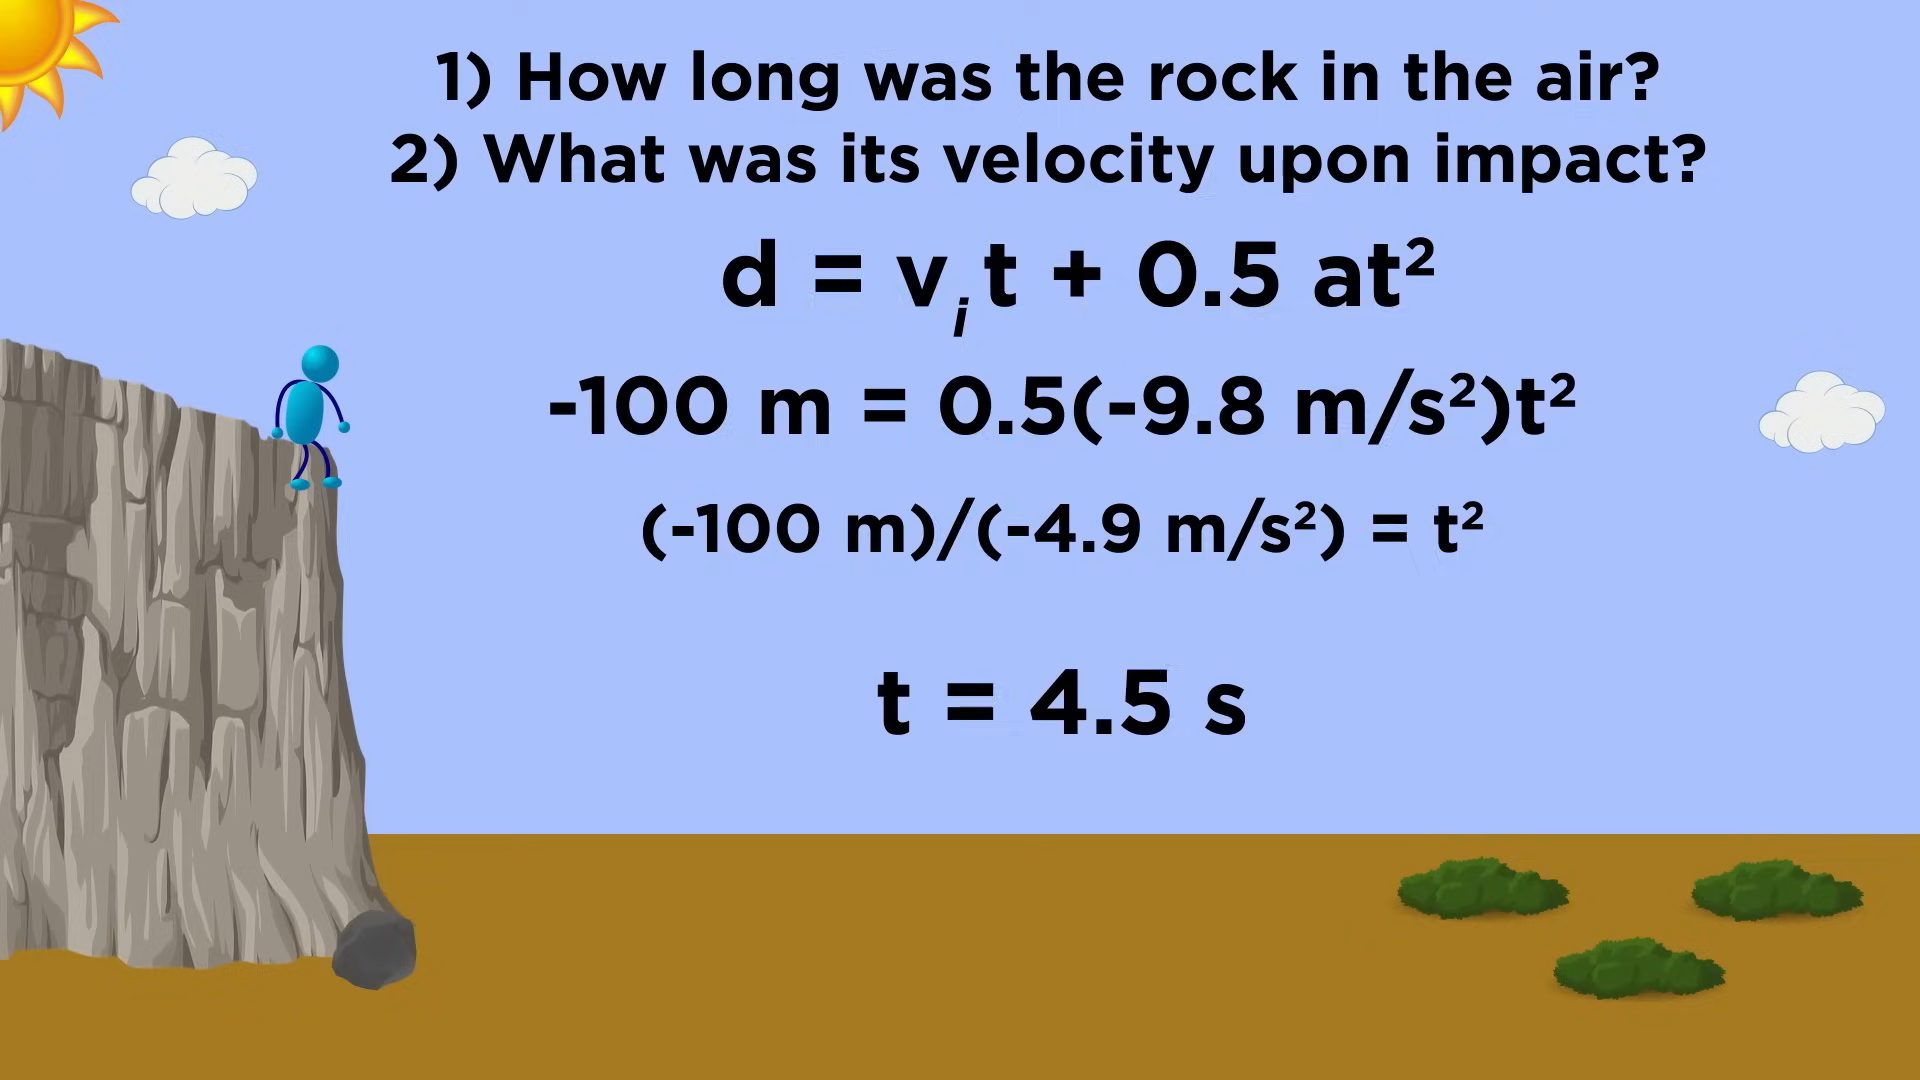 1) How long was the rock in the air?
2) What was its velocity upon impact?
d = vᵢt + 0.5 at²
-100 m = 0.5(-9.8 m/s²)t²
(-100 m)/(-4.9 m/s²) = t²
t = 4.5 s